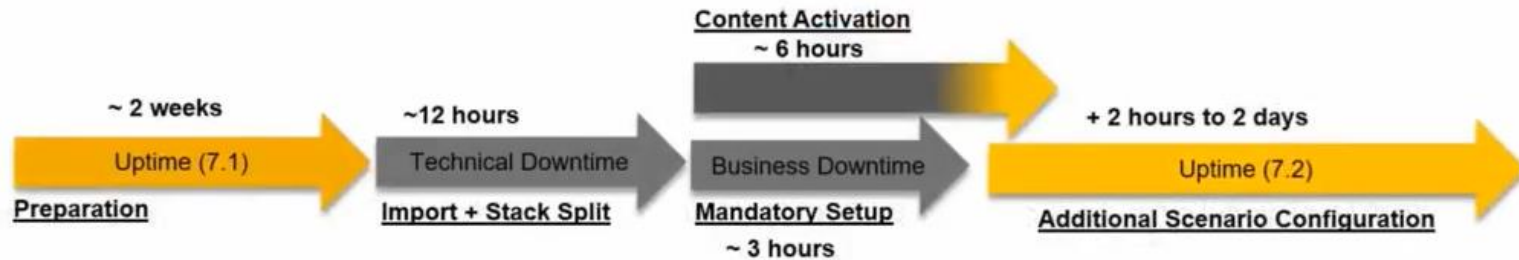 Content Activation
~ 6 hours
~ 2 weeks
Uptime (7.1)
Preparation
~12 hours
Technical Downtime
Import + Stack Split
Business Downtime
Mandatory Setup
~ 3 hours
+ 2 hours to 2 days
Uptime (7.2)
Additional Scenario Configuration